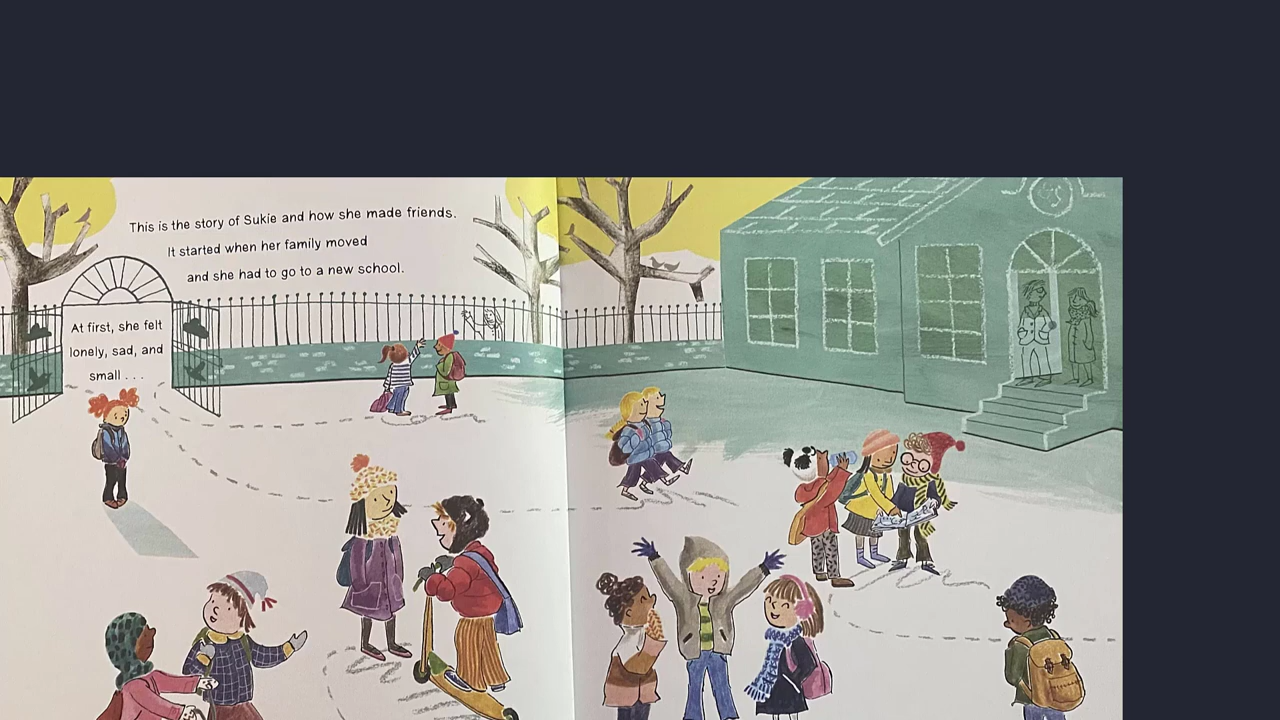 This is the story of Sukie and how she made friends.
It started when her family moved
and she had to go to a new school.
At first, she felt
lonely, sad, and
small . . .